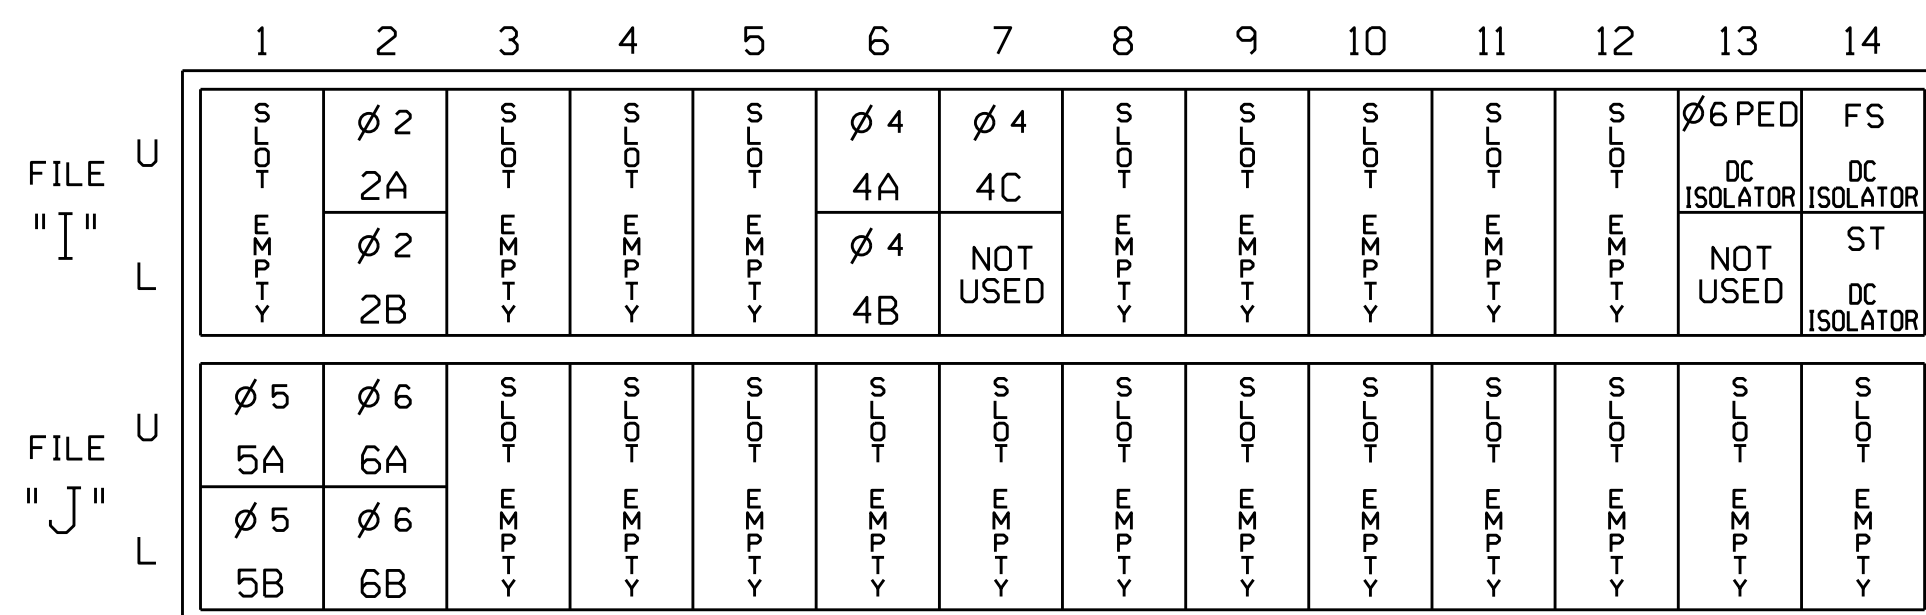 1 2 3 4 5 6 7 8 9 10 11 12 13 14
FILE "I"
U
L
SLOT EMPTY
Ø 2
2A
Ø 2
2B
SLOT EMPTY
SLOT EMPTY
SLOT EMPTY
Ø 4
4A
Ø 4
4B
Ø 4
4C
NOT
USED
SLOT EMPTY
SLOT EMPTY
SLOT EMPTY
SLOT EMPTY
SLOT EMPTY
Ø6 PED
DC
ISOLATOR
NOT
USED
FS
DC
ISOLATOR
ST
DC
ISOLATOR
FILE "J"
U
L
Ø 5
5A
Ø 5
5B
Ø 6
6A
Ø 6
6B
SLOT EMPTY
SLOT EMPTY
SLOT EMPTY
SLOT EMPTY
SLOT EMPTY
SLOT EMPTY
SLOT EMPTY
SLOT EMPTY
SLOT EMPTY
SLOT EMPTY
SLOT EMPTY
SLOT EMPTY